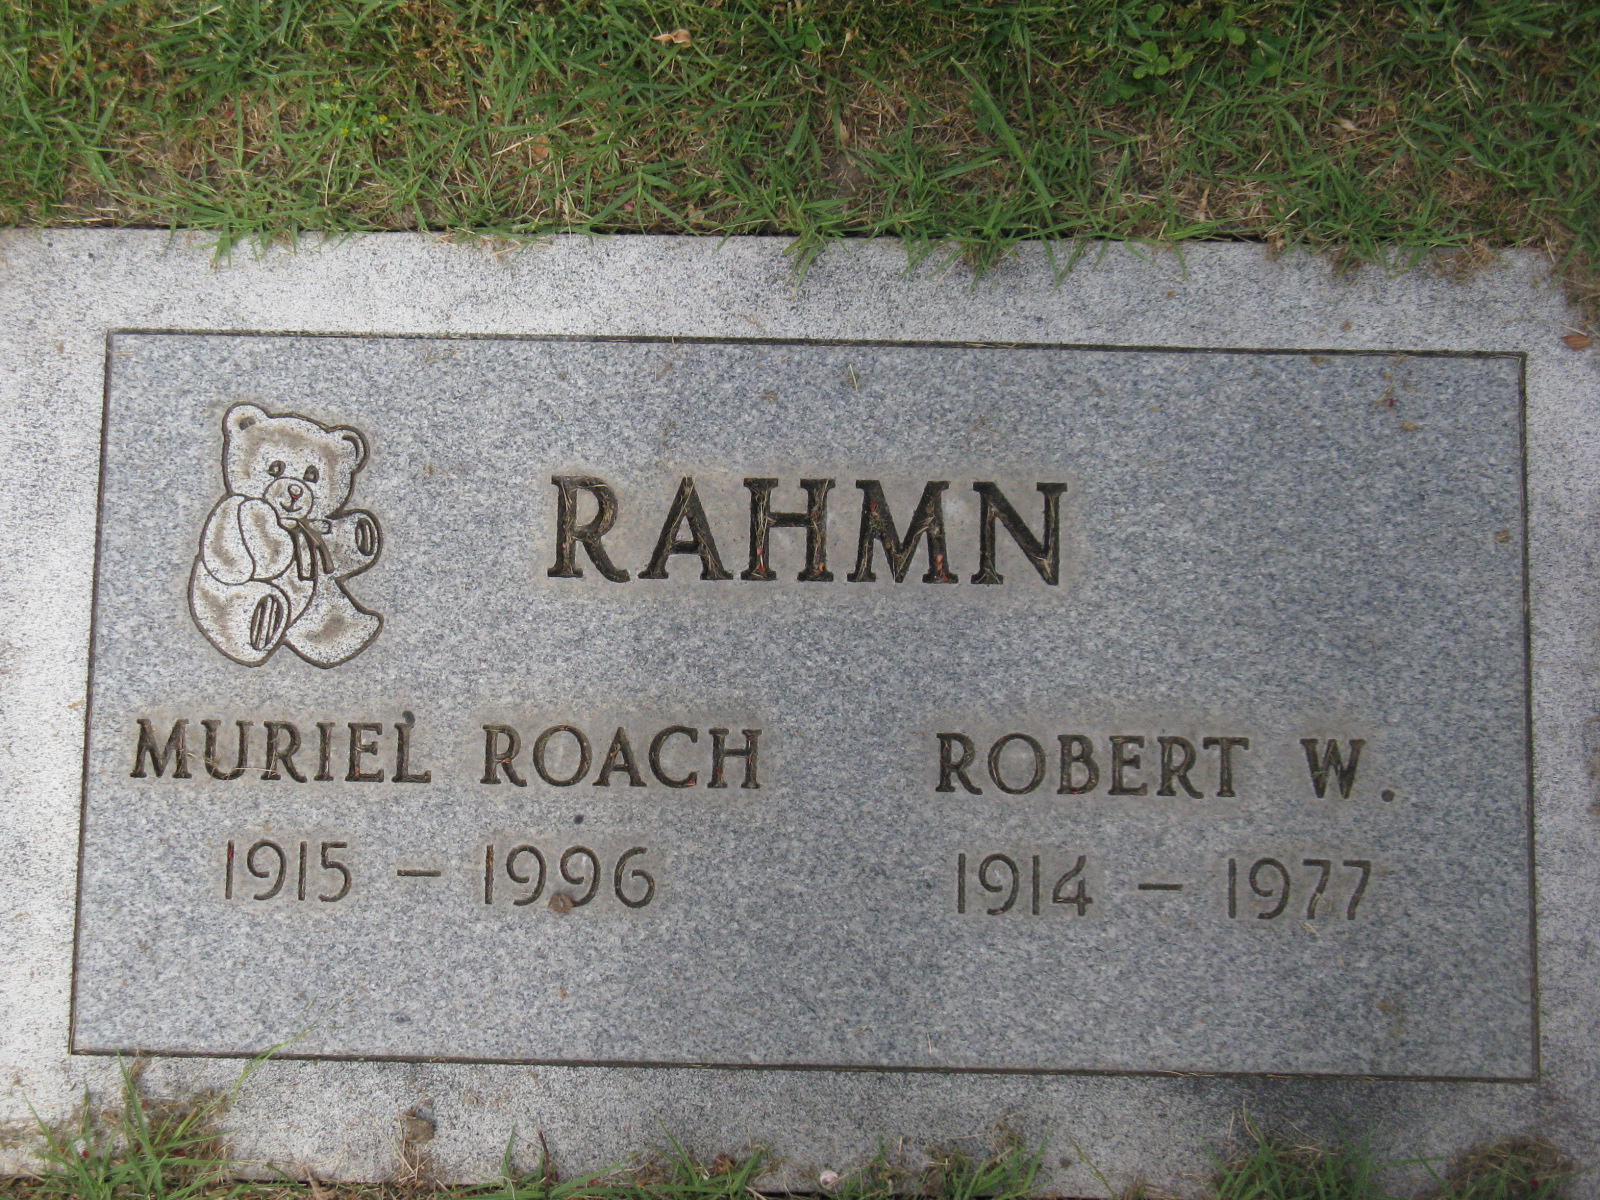 RAHMN
MURIEL ROACH
1915 – 1996
ROBERT W.
1914 – 1977